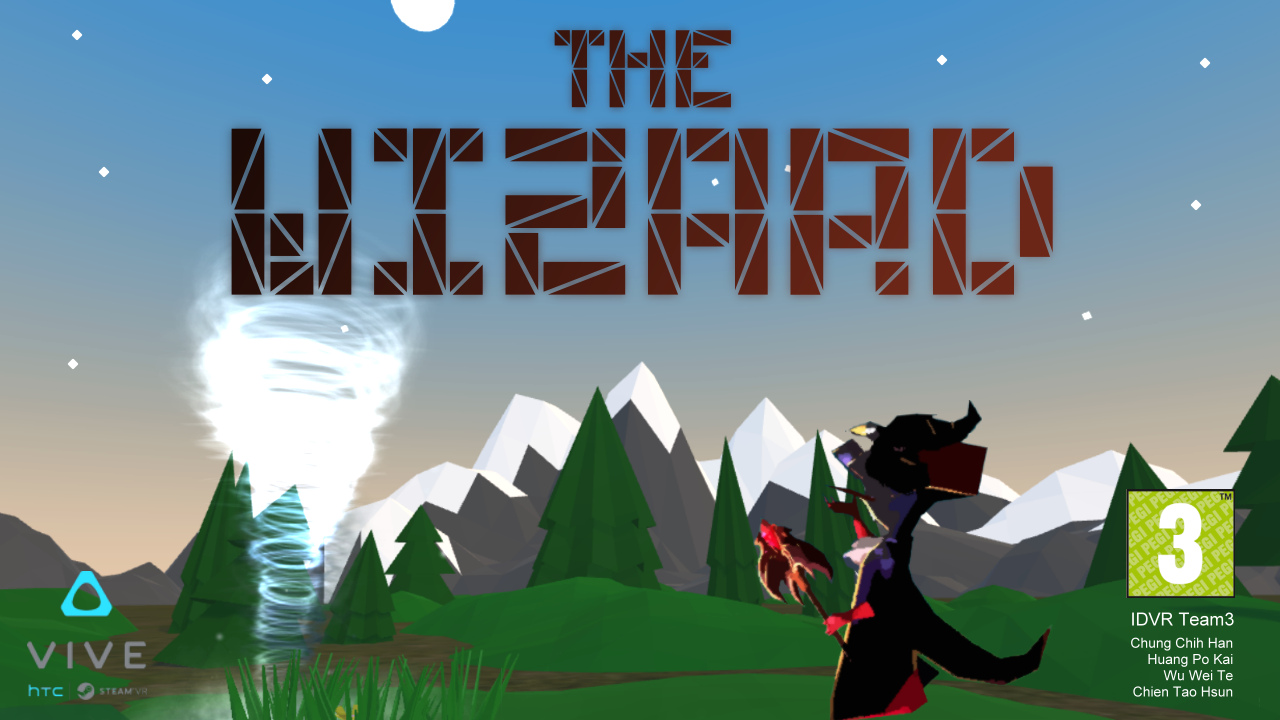 THE
WIZARD
TM
PEGI
3
IDVR Team3
Chung Chih Han
Huang Po Kai
Wu Wei Te
Chien Tao Hsun
VIVE
hTC STEAM VR